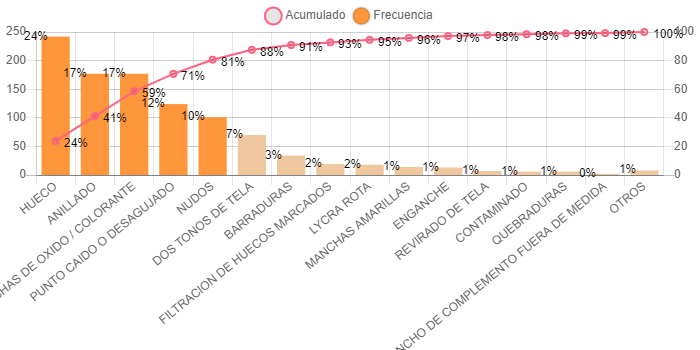 Acumulado Frecuencia
250 100
200 80
150 60
100 40
50 20
0 0
24% 17% 17% 12% 10% 7% 3% 2% 2% 1% 1% 1% 1% 1% 0% 1%
24% 41% 59% 71% 81% 88% 91% 93% 95% 96% 97% 98% 98% 99% 99% 100%
HUECO
ANILLADO
HAS DE OXIDO / COLORANTE
PUNTO CAIDO O DESAGUJADO
NUDOS
DOS TONOS DE TELA
BARRADURAS
FILTRACION DE HUECOS MARCADOS
LYCRA ROTA
MANCHAS AMARILLAS
ENGANCHE
REVIRADO DE TELA
CONTAMINADO
QUEBRADURAS
NCHO DE COMPLEMENTO FUERA DE MEDIDA
OTROS